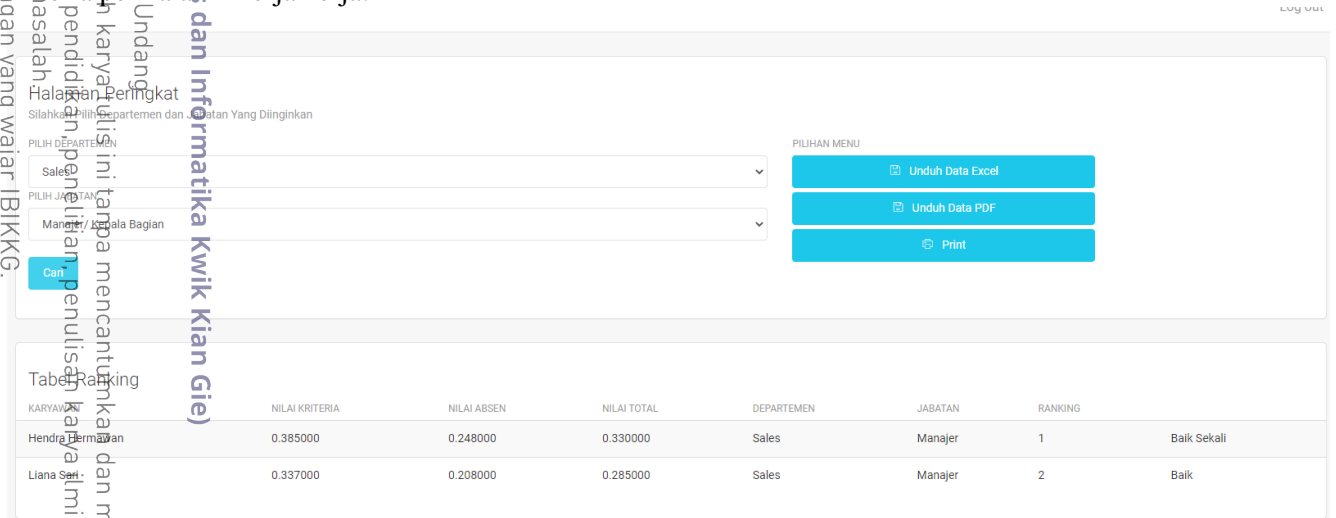 Log out
Halaman Peringkat
Silahkan Pilih Departemen dan Jabatan Yang Diinginkan
PILIH DEPARTEMEN
Sales
PILIH JABATAN
Manajer/ Kepala Bagian
Cari
PILIHAN MENU
Unduh Data Excel
Unduh Data PDF
Print
Tabel Ranking
KARYAWAN NILAI KRITERIA NILAI ABSEN NILAI TOTAL DEPARTEMEN JABATAN RANKING
Hendra Hermawan 0.385000 0.248000 0.330000 Sales Manajer 1 Baik Sekali
Liana Sari 0.337000 0.208000 0.285000 Sales Manajer 2 Baik
dan Informatika Kwik Kian Gie)
Undang
karya tulis ini tanpa mencantumkan dan
pendidikan, penelitian, penulisan karya ilmi
masalah.
yang wajar IBIKKG.